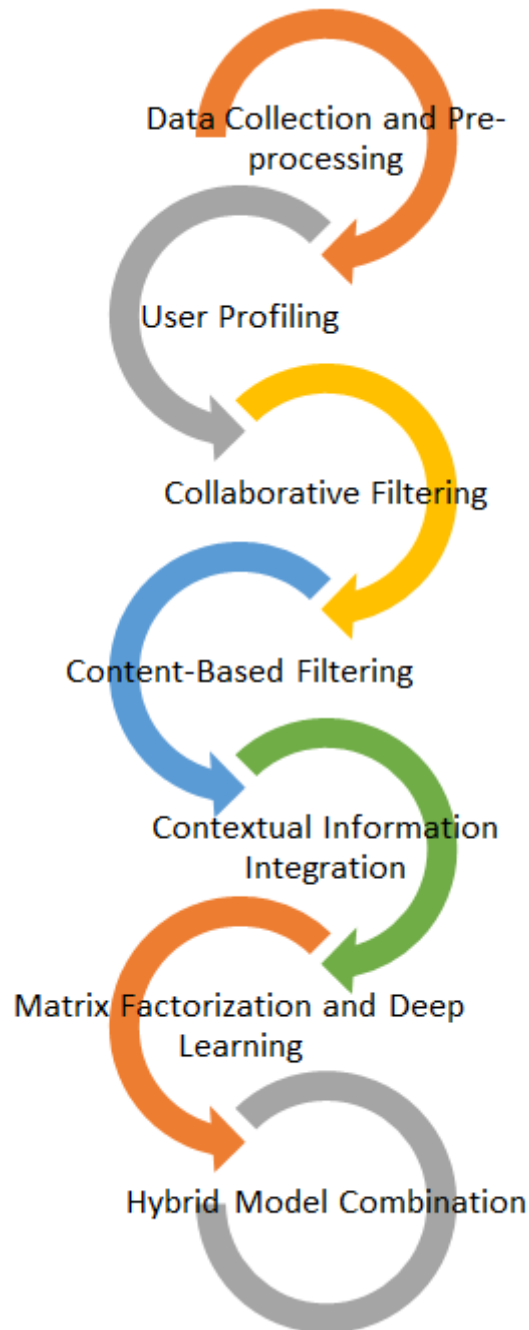 Data Collection and Pre-
processing
User Profiling
Collaborative Filtering
Content-Based Filtering
Contextual Information
Integration
Matrix Factorization and Deep
Learning
Hybrid Model Combination